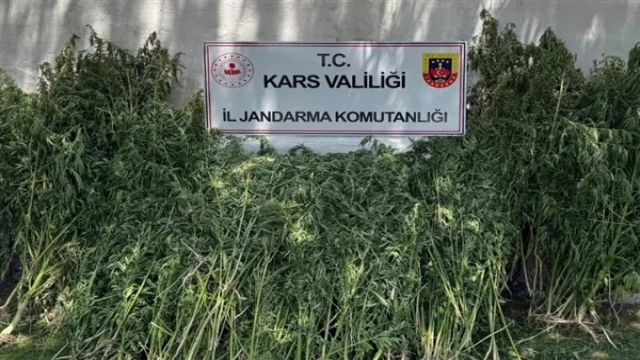 T.C.
KARS VALİLİĞİ
İL JANDARMA KOMUTANLIĞI